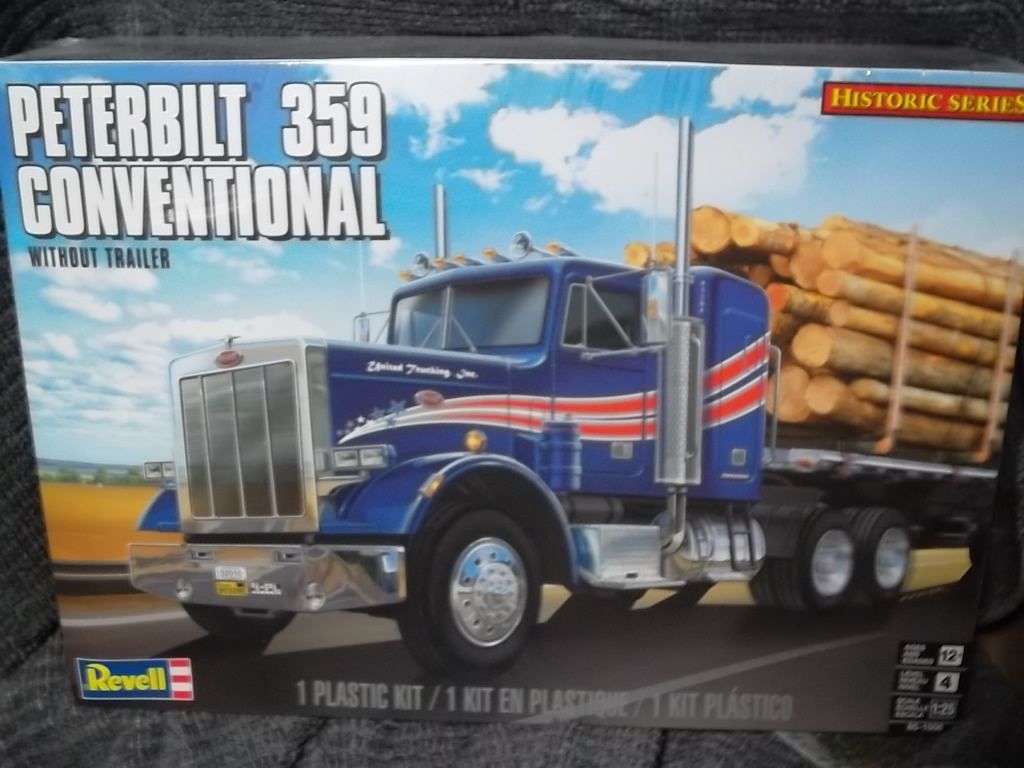 PETERBILT 359
CONVENTIONAL
WITHOUT TRAILER
HISTORIC SERIES
United Trucking, Inc.
Revell
1 PLASTIC KIT / 1 KIT EN PLASTIQUE / 1 KIT PLÁSTICO
12+
4
1:25